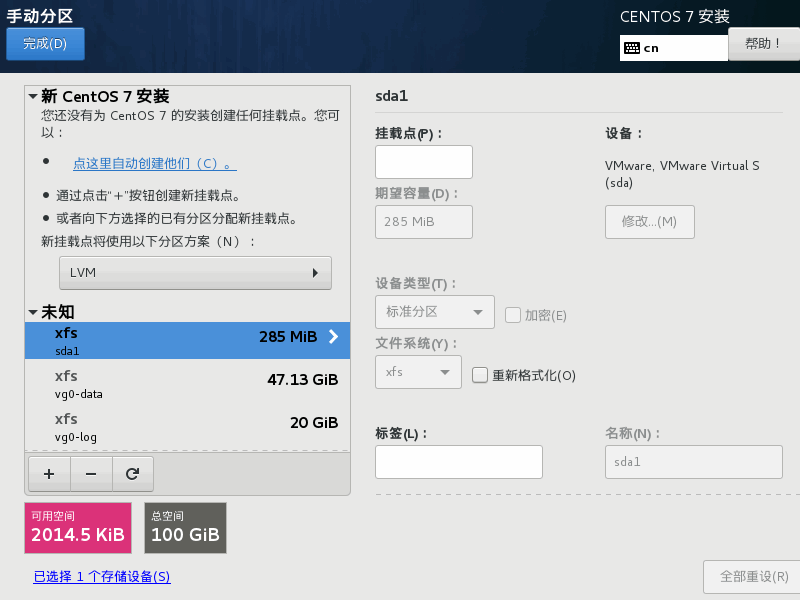 手动分区
CENTOS 7 安装
完成(D)
cn
帮助！
新 CentOS 7 安装
您还没有为 CentOS 7 的安装创建任何挂载点。您可
以：
点这里自动创建他们（C）。
通过点击“＋”按钮创建新挂载点。
或者向下方选择的已有分区分配新挂载点。
新挂载点将使用以下分区方案（N）：
LVM
未知
xfs
285 MiB
sda1
xfs
47.13 GiB
vg0-data
xfs
20 GiB
vg0-log
可用空间
2014.5 KiB
总空间
100 GiB
已选择 1 个存储设备(S)
sda1
挂载点(P)：
期望容量(D)：
285 MiB
设备：
VMware, VMware Virtual S
(sda)
修改...(M)
设备类型(T)：
标准分区
加密(E)
文件系统(Y)：
xfs
重新格式化(O)
标签(L)：
名称(N)：
sda1
全部重设(R)